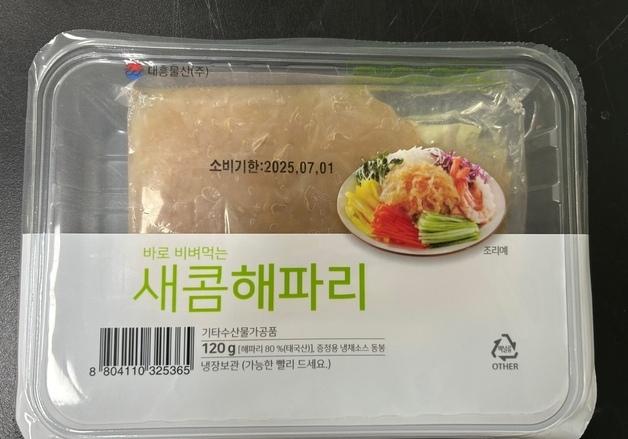 대흥물산(주)
소비기한:2025.07.01
조리예
바로 비벼먹는
새콤해파리
기타수산물가공품
120 g [해파리 80 %(태국산)], 증정용 냉채소스 동봉
냉장보관 (가능한 빨리 드세요.)
8 804110 325365
OTHER